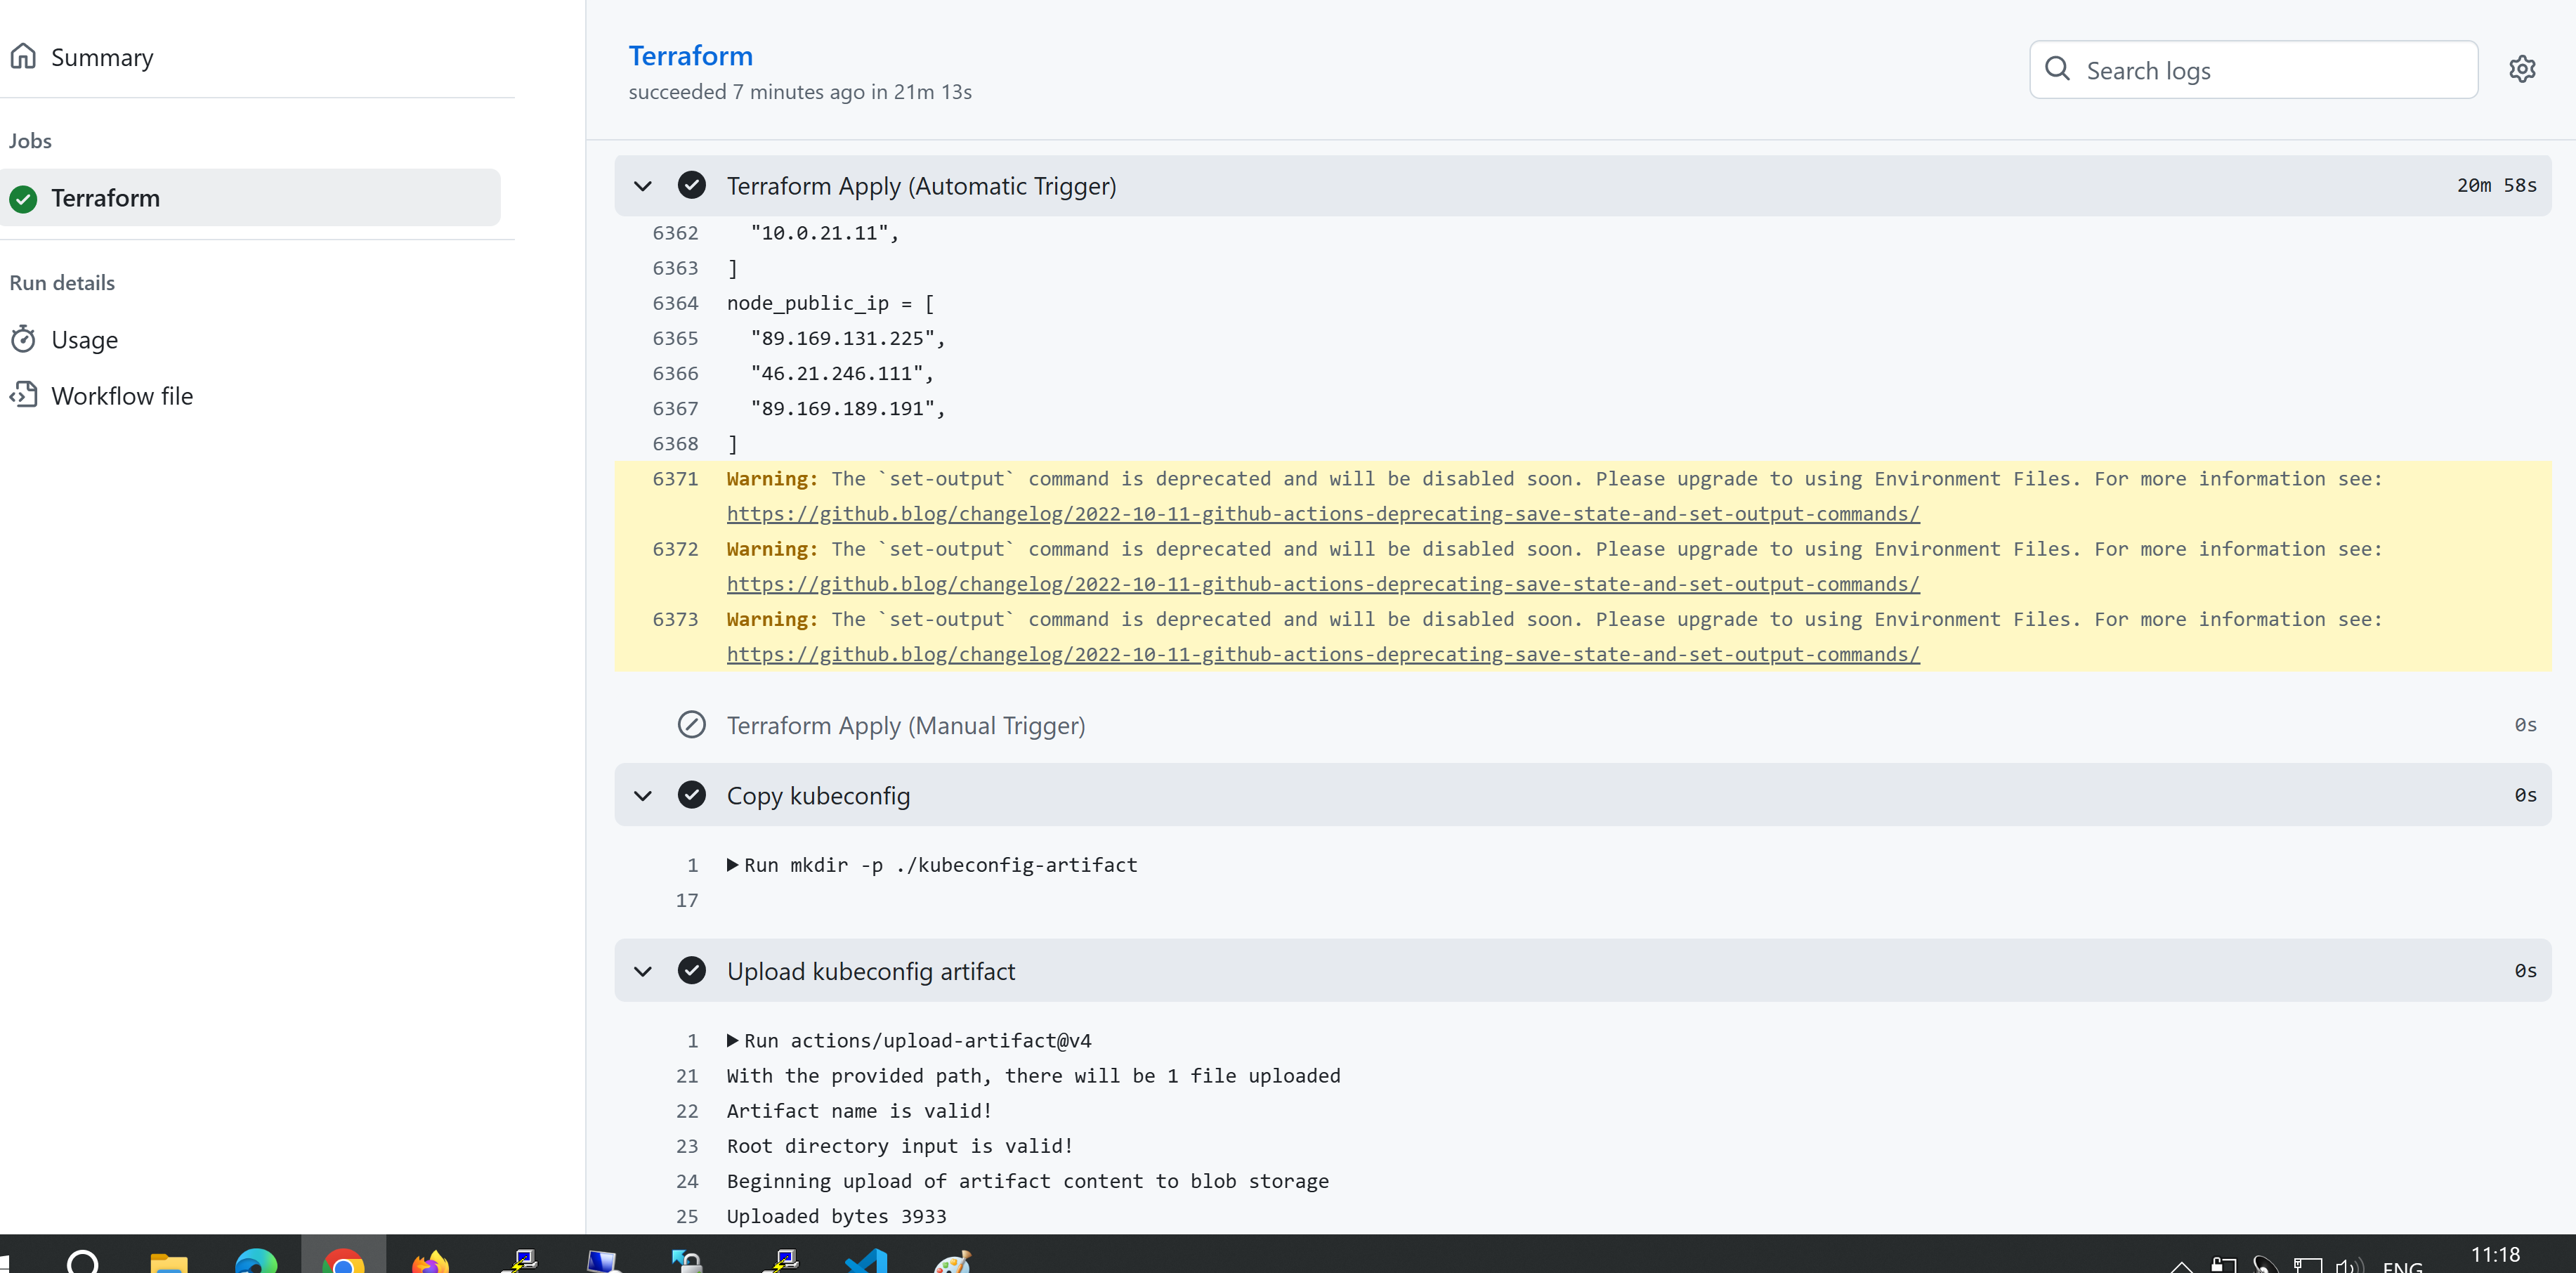 Summary
Jobs
Terraform
Run details
Usage
Workflow file
Terraform
succeeded 7 minutes ago in 21m 13s
Search logs
Terraform Apply (Automatic Trigger) 20m 58s
6362 "10.0.21.11",
6363 ]
6364 node_public_ip = [
6365 "89.169.131.225",
6366 "46.21.246.111",
6367 "89.169.189.191",
6368 ]
6371 Warning: The `set-output` command is deprecated and will be disabled soon. Please upgrade to using Environment Files. For more information see:
https://github.blog/changelog/2022-10-11-github-actions-deprecating-save-state-and-set-output-commands/
6372 Warning: The `set-output` command is deprecated and will be disabled soon. Please upgrade to using Environment Files. For more information see:
https://github.blog/changelog/2022-10-11-github-actions-deprecating-save-state-and-set-output-commands/
6373 Warning: The `set-output` command is deprecated and will be disabled soon. Please upgrade to using Environment Files. For more information see:
https://github.blog/changelog/2022-10-11-github-actions-deprecating-save-state-and-set-output-commands/
Terraform Apply (Manual Trigger) 0s
Copy kubeconfig 0s
1 Run mkdir -p ./kubeconfig-artifact
17
Upload kubeconfig artifact 0s
1 Run actions/upload-artifact@v4
21 With the provided path, there will be 1 file uploaded
22 Artifact name is valid!
23 Root directory input is valid!
24 Beginning upload of artifact content to blob storage
25 Uploaded bytes 3933
ENG
11:18